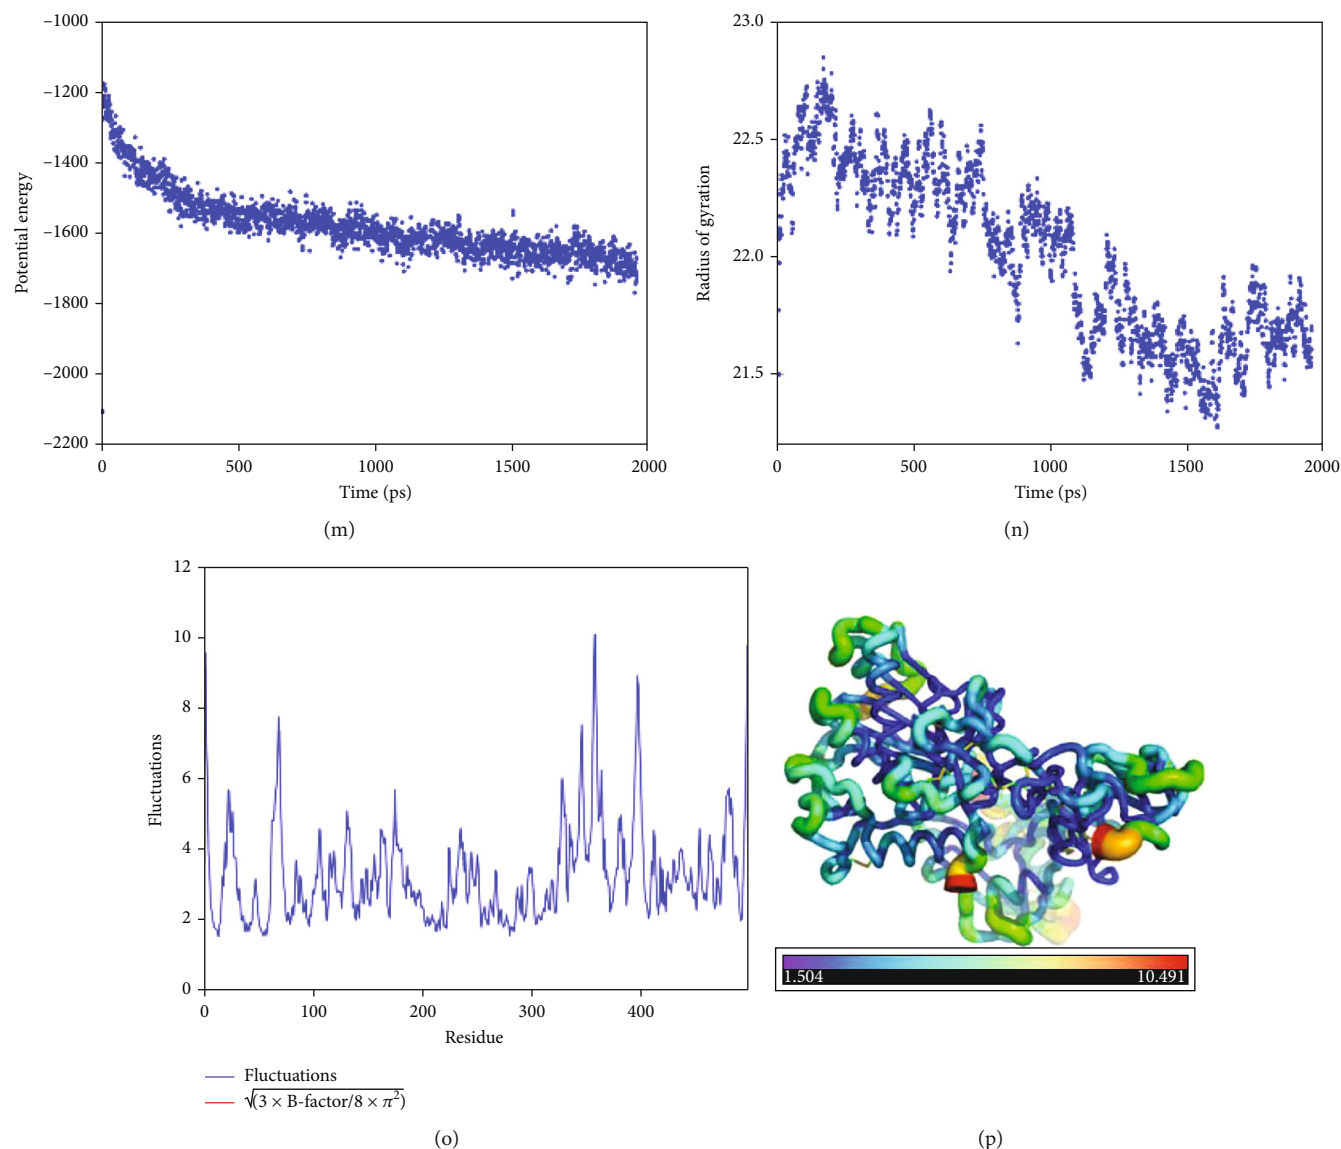 −1000
−1200
−1400
−1600
−1800
−2000
−2200
Potential energy
0
500
1000
1500
2000
Time (ps)
(m)
23.0
22.5
22.0
21.5
Radius of gyration
0
500
1000
1500
2000
Time (ps)
(n)
12
10
8
6
4
2
0
Fluctuations
0
100
200
300
400
Residue
Fluctuations
√(3 × B-factor/8 × π²)
(o)
1.504 10.491
(p)